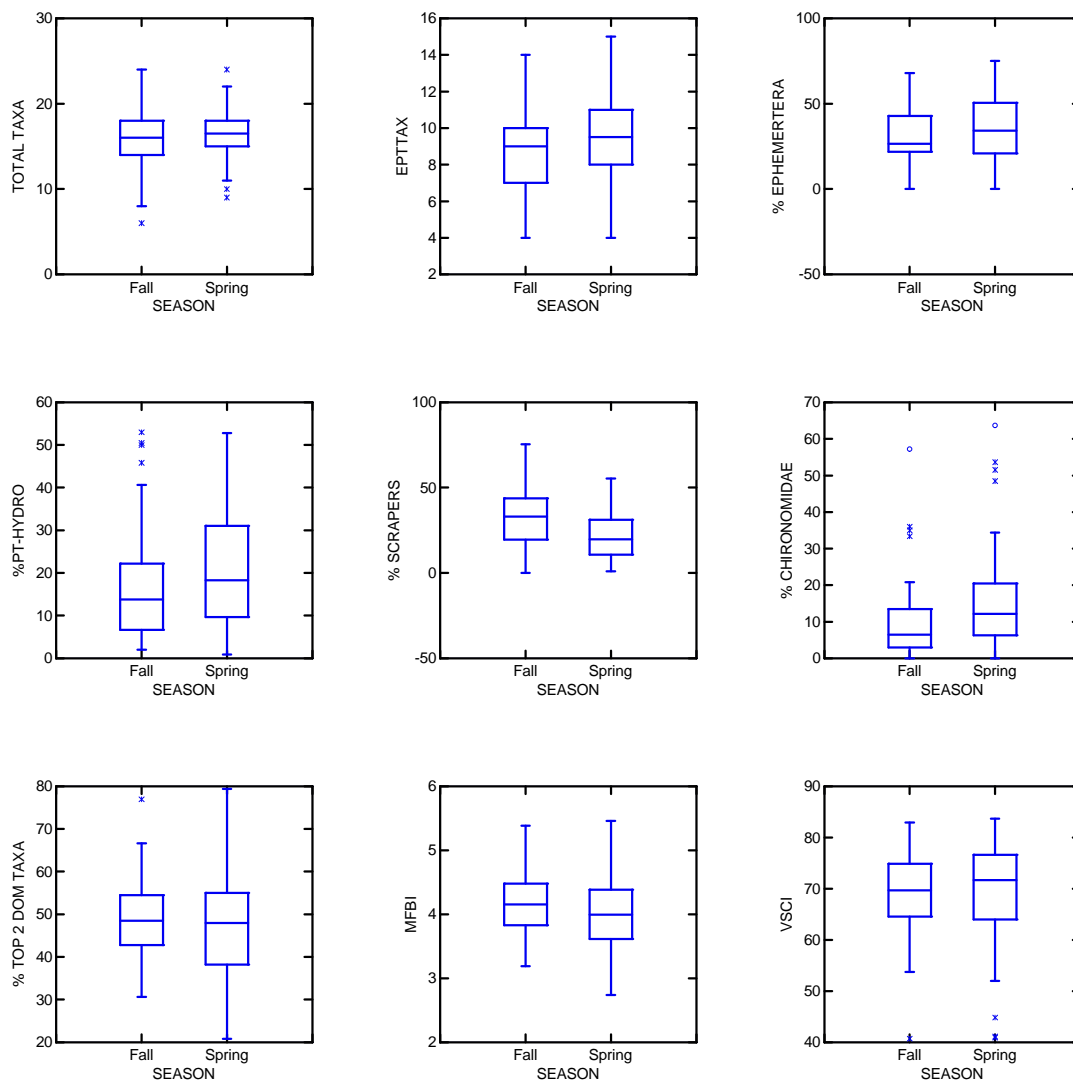 30
20
10
0
TOTAL TAXA
Fall Spring
SEASON
16
14
12
10
8
6
4
2
EPTTAX
Fall Spring
SEASON
100
50
0
-50
% EPHEMERTERA
Fall Spring
SEASON
60
50
40
30
20
10
0
%PT-HYDRO
Fall Spring
SEASON
100
50
0
-50
% SCRAPERS
Fall Spring
SEASON
70
60
50
40
30
20
10
0
% CHIRONOMIDAE
Fall Spring
SEASON
80
70
60
50
40
30
20
% TOP 2 DOM TAXA
Fall Spring
SEASON
6
5
4
3
2
MFBI
Fall Spring
SEASON
90
80
70
60
50
40
VSCI
Fall Spring
SEASON